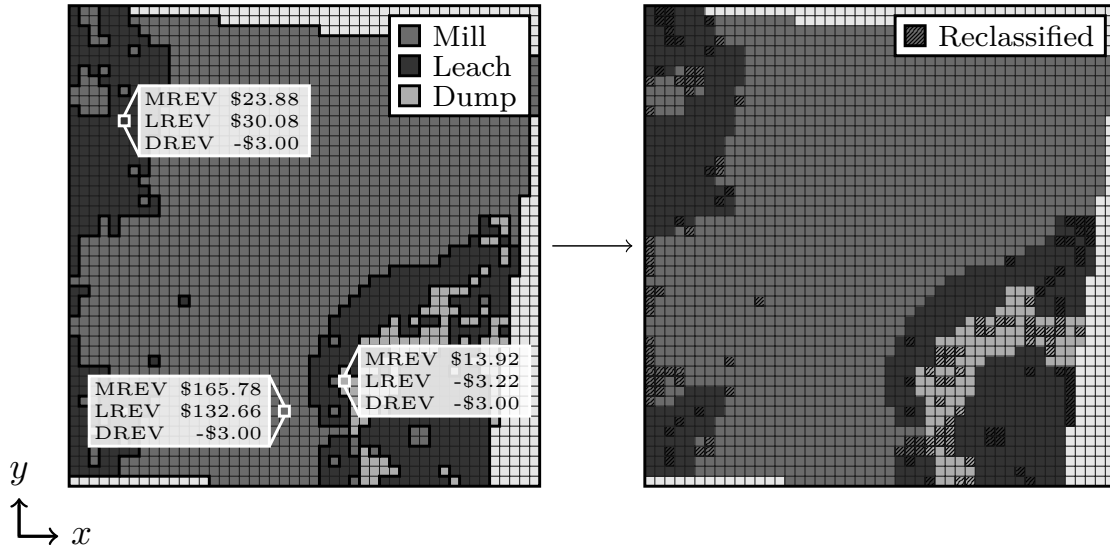 Mill
Leach
Dump
MREV $23.88
LREV $30.08
DREV -$3.00
MREV $13.92
LREV -$3.22
DREV -$3.00
MREV $165.78
LREV $132.66
DREV -$3.00
y
x
Reclassified